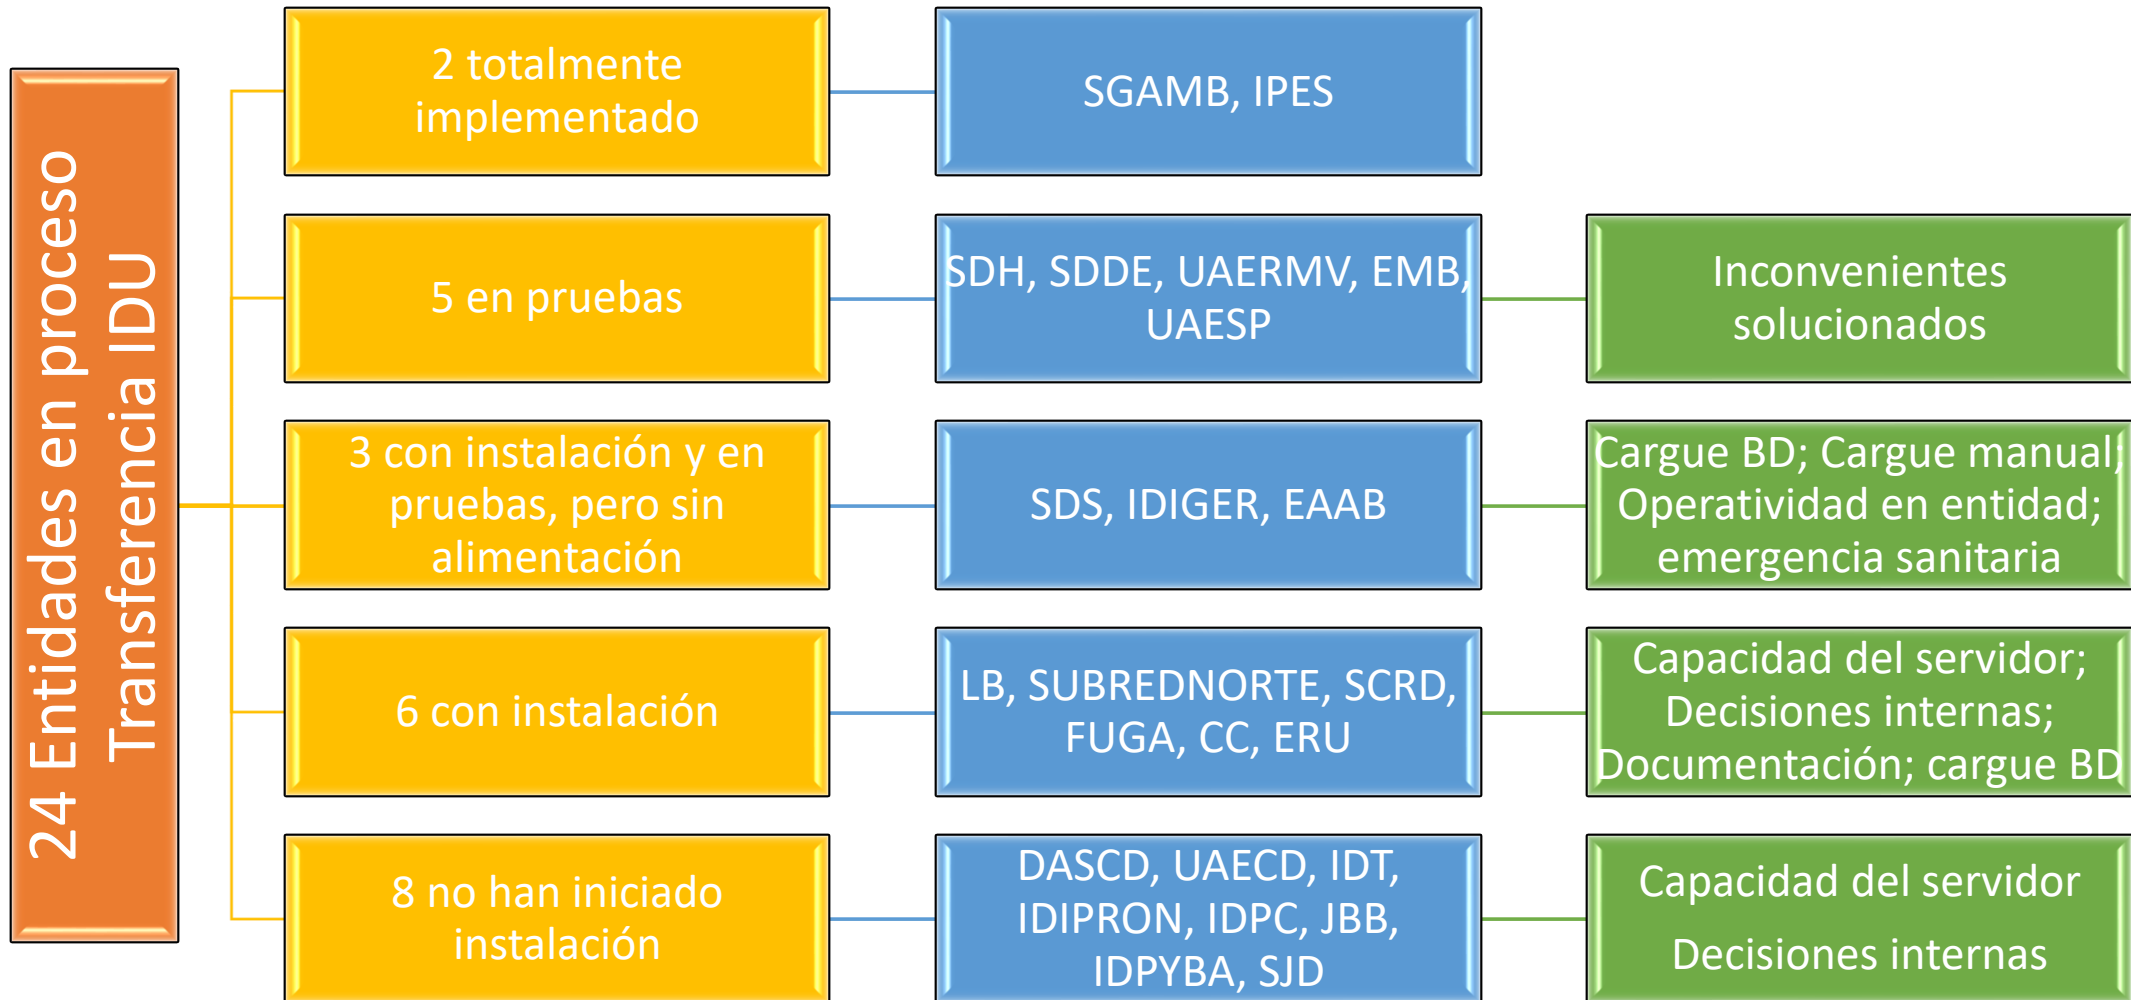 24 Entidades en proceso
Transferencia IDU
2 totalmente
implementado
SGAMB, IPES
5 en pruebas
SDH, SDDE, UAERMV, EMB,
UAESP
Inconvenientes
solucionados
3 con instalación y en
pruebas, pero sin
alimentación
SDS, IDIGER, EAAB
Cargue BD; Cargue manual;
Operatividad en entidad;
emergencia sanitaria
6 con instalación
LB, SUBREDNORTE, SCRD,
FUGA, CC, ERU
Capacidad del servidor;
Decisiones internas;
Documentación; cargue BD
8 no han iniciado
instalación
DASCD, UAECD, IDT,
IDIPRON, IDPC, JBB,
IDPYBA, SJD
Capacidad del servidor
Decisiones internas